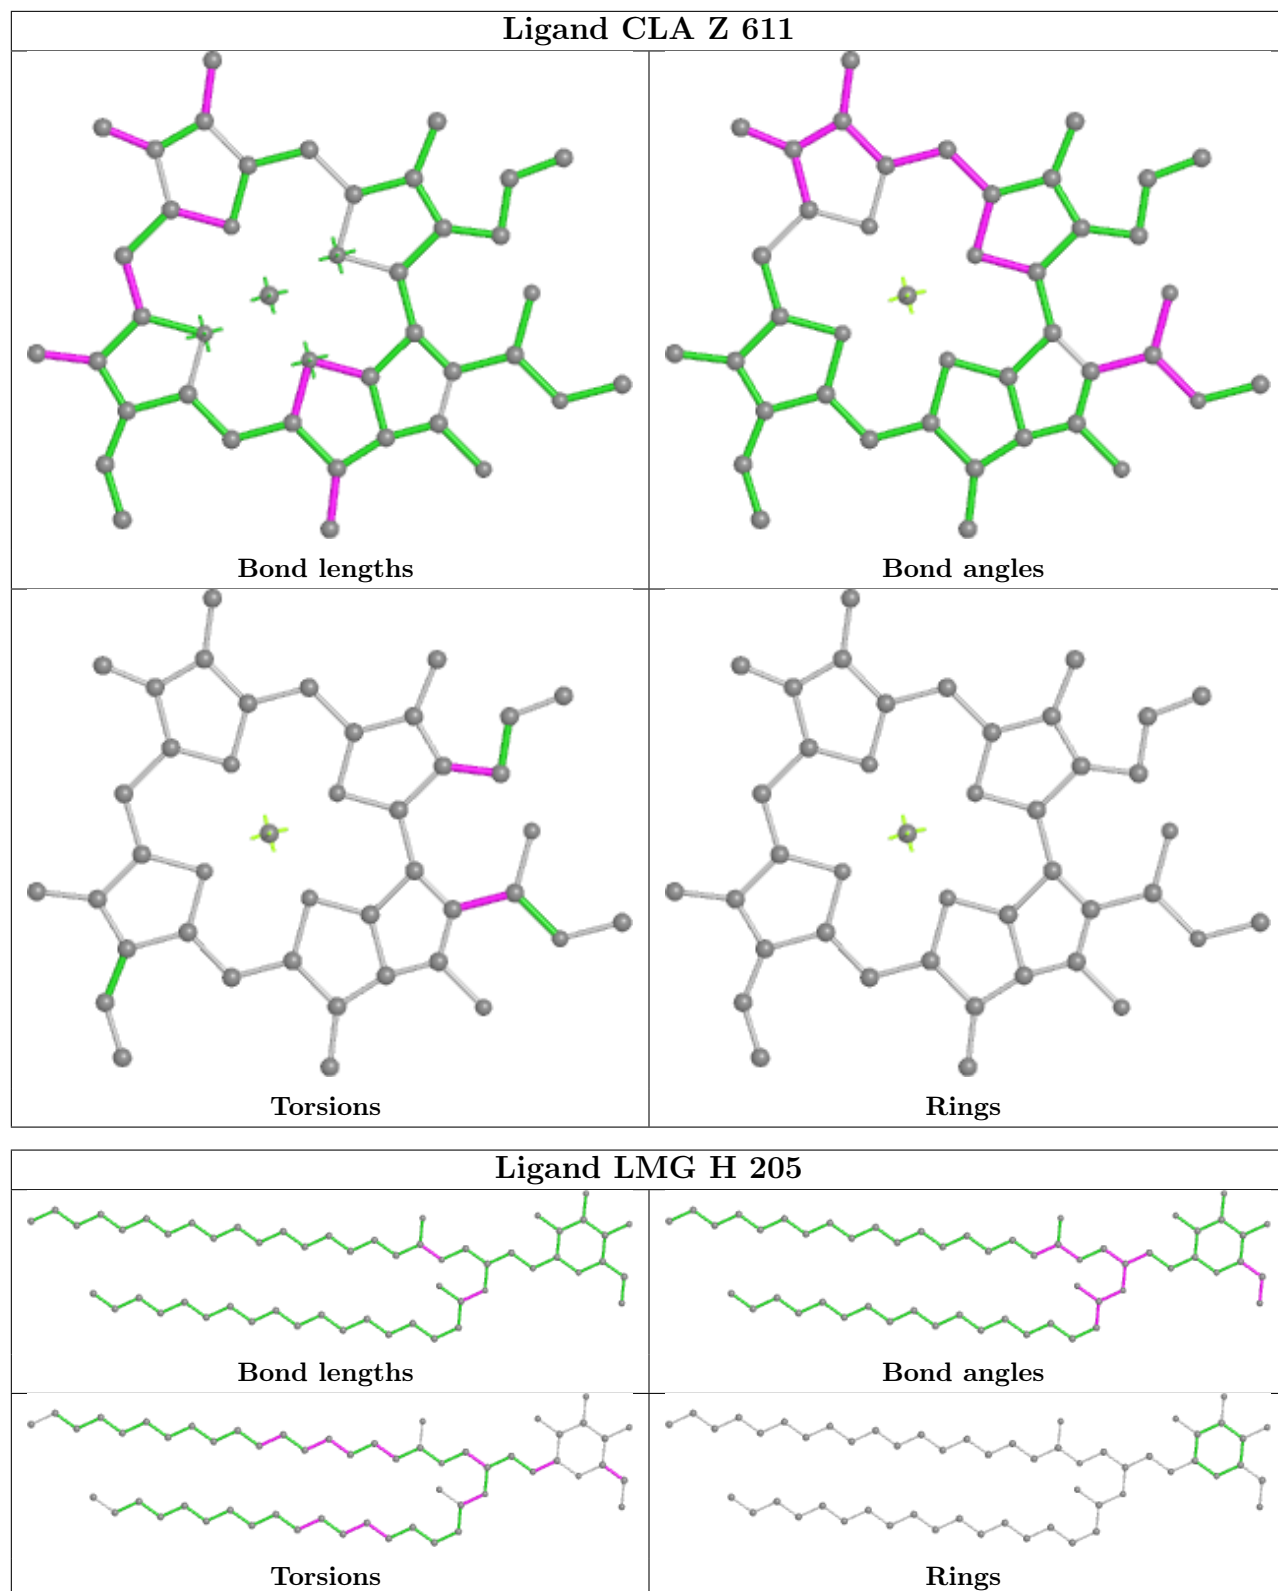 Ligand CLA Z 611
Bond lengths
Bond angles
Torsions
Rings
Ligand LMG H 205
Bond lengths
Bond angles
Torsions
Rings